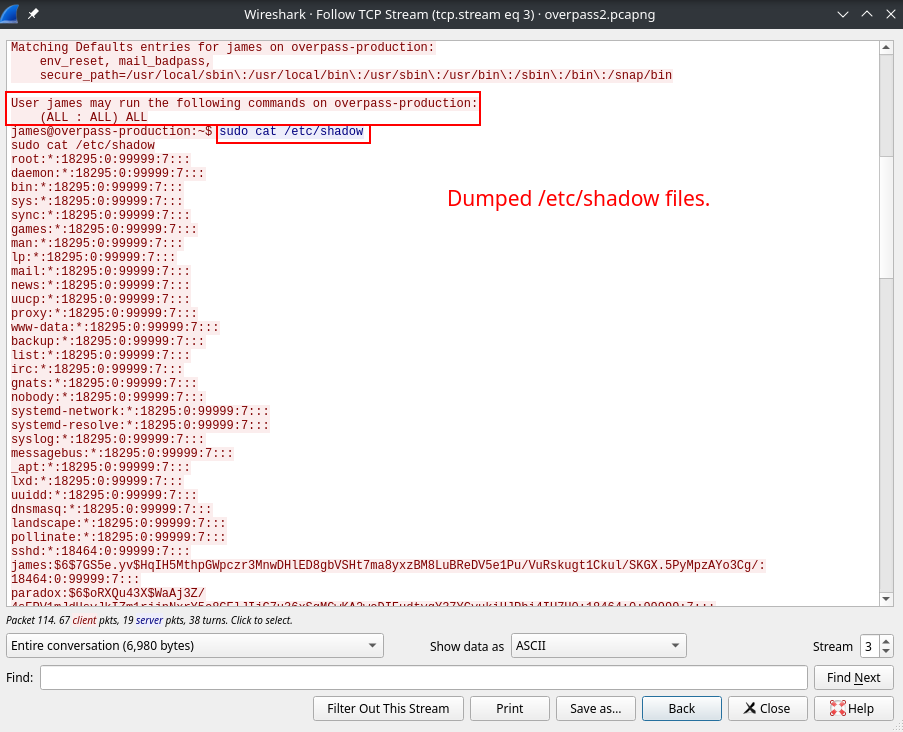 Wireshark · Follow TCP Stream (tcp.stream eq 3) · overpass2.pcapng
Matching Defaults entries for james on overpass-production:
    env_reset, mail_badpass,
    secure_path=/usr/local/sbin\:/usr/local/bin\:/usr/sbin\:/usr/bin\:/sbin\:/bin\:/snap/bin
User james may run the following commands on overpass-production:
    (ALL : ALL) ALL
james@overpass-production:~$ sudo cat /etc/shadow
sudo cat /etc/shadow
root:*:18295:0:99999:7:::
daemon:*:18295:0:99999:7:::
bin:*:18295:0:99999:7:::
sys:*:18295:0:99999:7:::
sync:*:18295:0:99999:7:::
Dumped /etc/shadow files.
games:*:18295:0:99999:7:::
man:*:18295:0:99999:7:::
lp:*:18295:0:99999:7:::
mail:*:18295:0:99999:7:::
news:*:18295:0:99999:7:::
uucp:*:18295:0:99999:7:::
proxy:*:18295:0:99999:7:::
www-data:*:18295:0:99999:7:::
backup:*:18295:0:99999:7:::
list:*:18295:0:99999:7:::
irc:*:18295:0:99999:7:::
gnats:*:18295:0:99999:7:::
nobody:*:18295:0:99999:7:::
systemd-network:*:18295:0:99999:7:::
systemd-resolve:*:18295:0:99999:7:::
syslog:*:18295:0:99999:7:::
messagebus:*:18295:0:99999:7:::
_apt:*:18295:0:99999:7:::
lxd:*:18295:0:99999:7:::
uuidd:*:18295:0:99999:7:::
dnsmasq:*:18295:0:99999:7:::
landscape:*:18295:0:99999:7:::
pollinate:*:18295:0:99999:7:::
sshd:*:18464:0:99999:7:::
james:$6$7GS5e.yv$HqIH5MthpGWpczr3MnwDHlED8gbVSHt7ma8yxzBM8LuBReDV5e1Pu/VuRskugt1Ckul/SKGX.5PyMpzAYo3Cg/:
18464:0:99999:7:::
paradox:$6$oRXQu43X$WaAj3Z/
Packet 114. 67 client pkts, 19 server pkts, 38 turns. Click to select.
Entire conversation (6,980 bytes)
Show data as ASCII
Stream 3
Find:
Find Next
Filter Out This Stream
Print
Save as...
Back
Close
Help